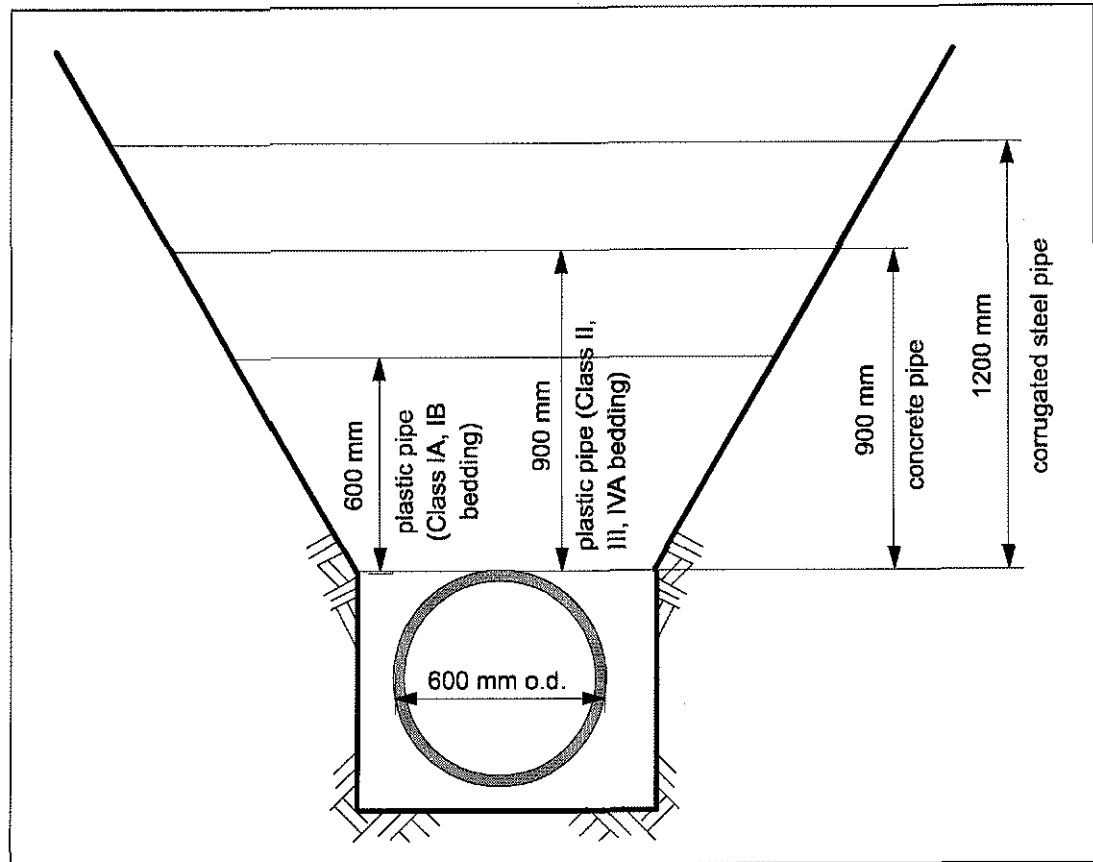 600 mm
plastic pipe
(Class IA, IB
bedding)
900 mm
plastic pipe (Class II,
III, IVA bedding)
900 mm
concrete pipe
1200 mm
corrugated steel pipe
600 mm o.d.